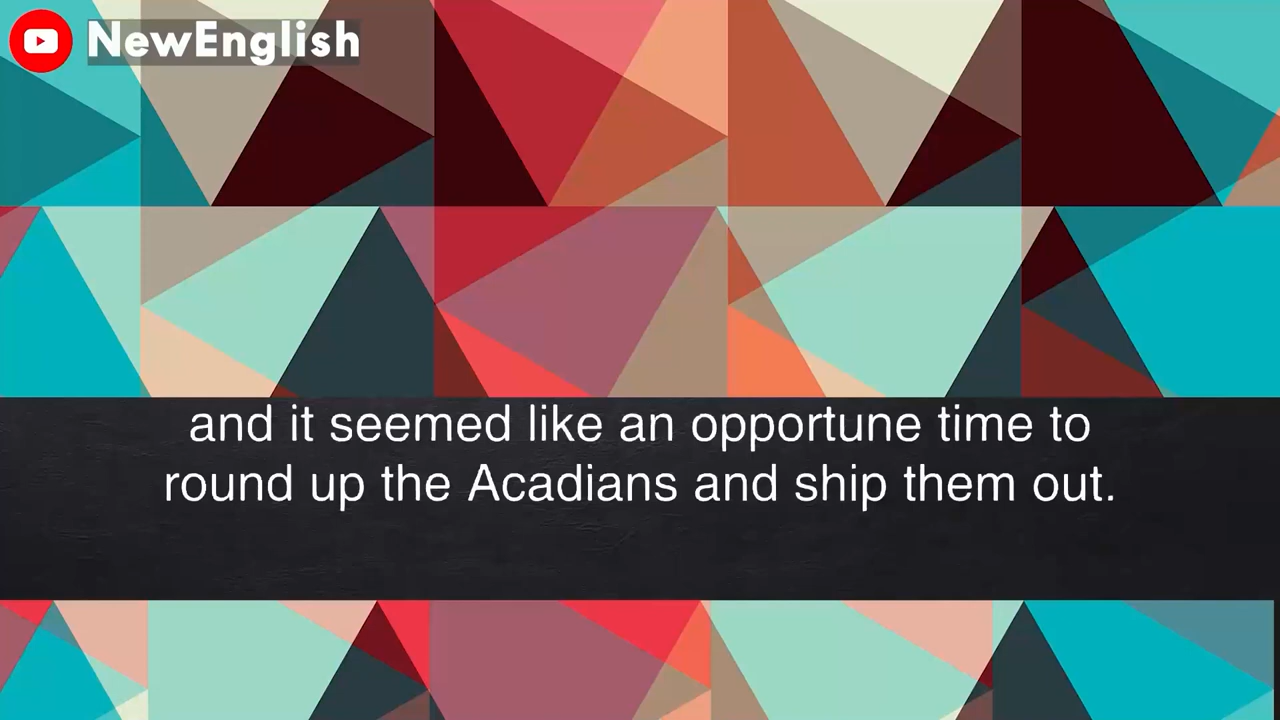 NewEnglish
and it seemed like an opportune time to
round up the Acadians and ship them out.